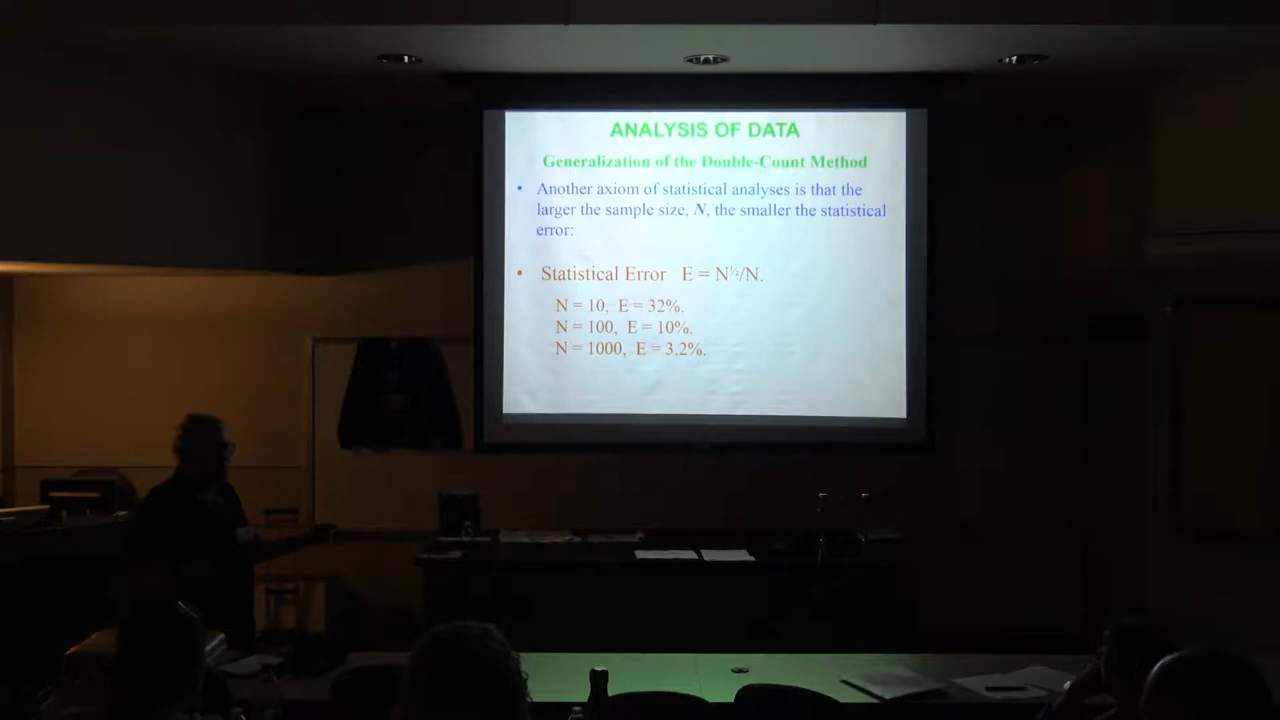 ANALYSIS OF DATA
Generalization of the Double-Count Method
• Another axiom of statistical analyses is that the
larger the sample size, N, the smaller the statistical
error:
• Statistical Error E = N^½/N.
N = 10, E = 32%.
N = 100, E = 10%.
N = 1000, E = 3.2%.